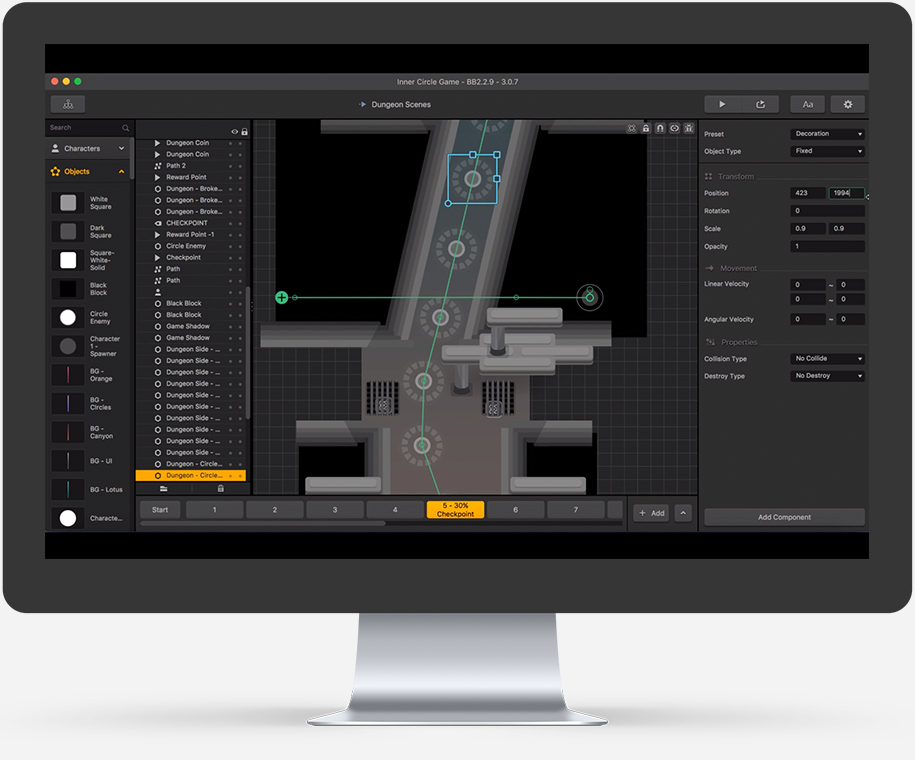 Inner Circle Game - BB2.2.9 - 3.0.7
Dungeon Scenes
Aa
Search
Characters
Objects
White
Square
Dark
Square
Square-
White-
Solid
Black
Block
Circle
Enemy
Character
1 -
Spawner
BG -
Orange
BG -
Circles
BG -
Canyon
BG - UI
BG - Lotus
Characte...
Dungeon Coin
Dungeon Coin
Path 2
Reward Point
Dungeon - Broke...
Dungeon - Broke...
Dungeon - Broke...
CHECKPOINT
Reward Point -1
Circle Enemy
Checkpoint
Path
Path
Black Block
Black Block
Game Shadow
Game Shadow
Dungeon Side - ...
Dungeon Side - ...
Dungeon Side - ...
Dungeon Side - ...
Dungeon Side - ...
Dungeon Side - ...
Dungeon Side - ...
Dungeon Side - ...
Dungeon Side - ...
Dungeon Side - ...
Dungeon - Circle...
Dungeon - Circle...
Start
1
2
3
4
5 - 30%
Checkpoint
6
7
+ Add
Preset
Decoration
Object Type
Fixed
Transform
Position
423
1994
Rotation
0
Scale
0.9
0.9
Opacity
1
Movement
Linear Velocity
0 ~ 0
0 ~ 0
Angular Velocity
0 ~ 0
Properties
Collision Type
No Collide
Destroy Type
No Destroy
Add Component